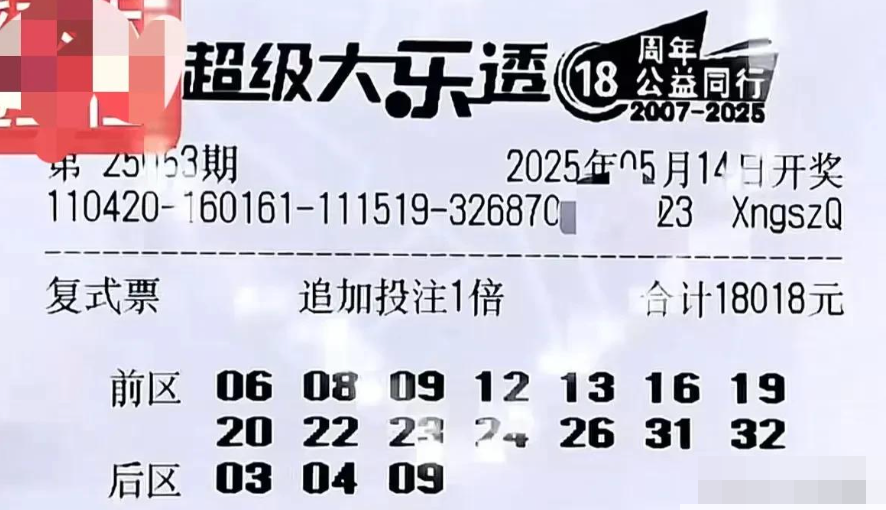 超级大乐透
18 周年
公益同行
2007-2025
第 25053期 2025年05月14日开奖
110420-160161-111519-326870 23 XngszQ
复式票 追加投注1倍 合计18018元
前区 06 08 09 12 13 16 19
20 22 23 24 26 31 32
后区 03 04 09